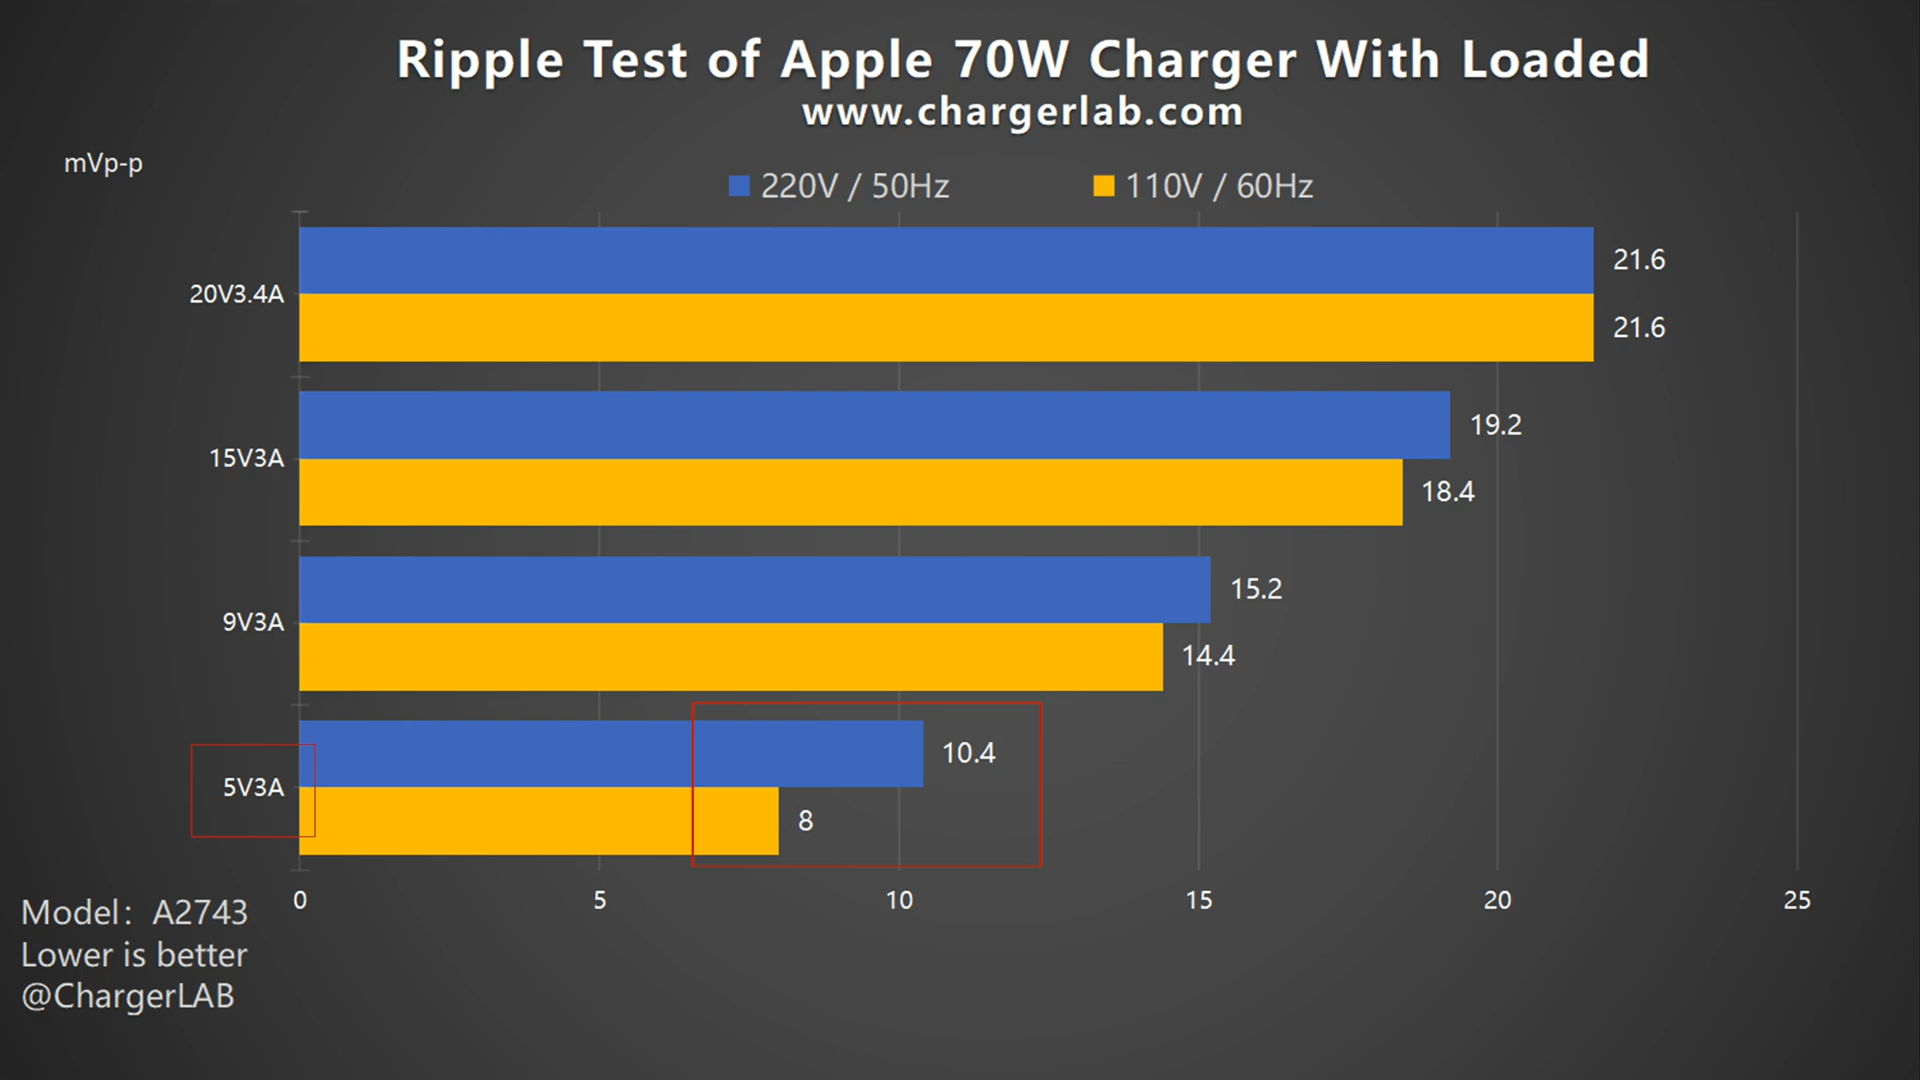 Ripple Test of Apple 70W Charger With Loaded
www.chargerlab.com
mVp-p
220V / 50Hz
110V / 60Hz
20V3.4A
21.6
21.6
15V3A
19.2
18.4
9V3A
15.2
14.4
5V3A
10.4
8
0 5 10 15 20 25
Model： A2743
Lower is better
@ChargerLAB